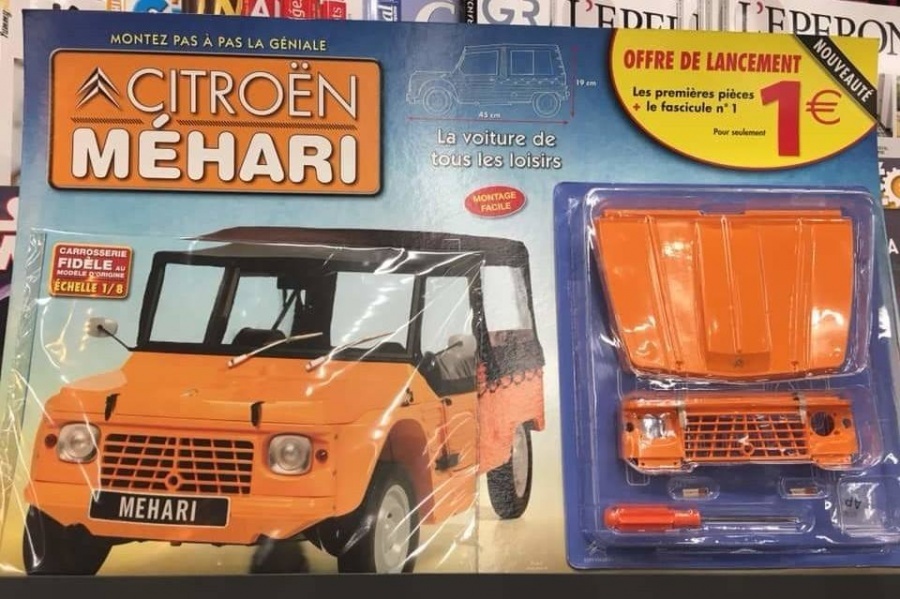 L'EPERON
MONTEZ PAS À PAS LA GÉNIALE
CITROËN
MÉHARI
19 cm
45 cm
La voiture de
tous les loisirs
MONTAGE
FACILE
OFFRE DE LANCEMENT
Les premières pièces
+ le fascicule n° 1
Pour seulement
1€
NOUVEAUTÉ
CARROSSERIE
FIDÈLE AU
MODÈLE D'ORIGINE
ÉCHELLE 1/8
MEHARI